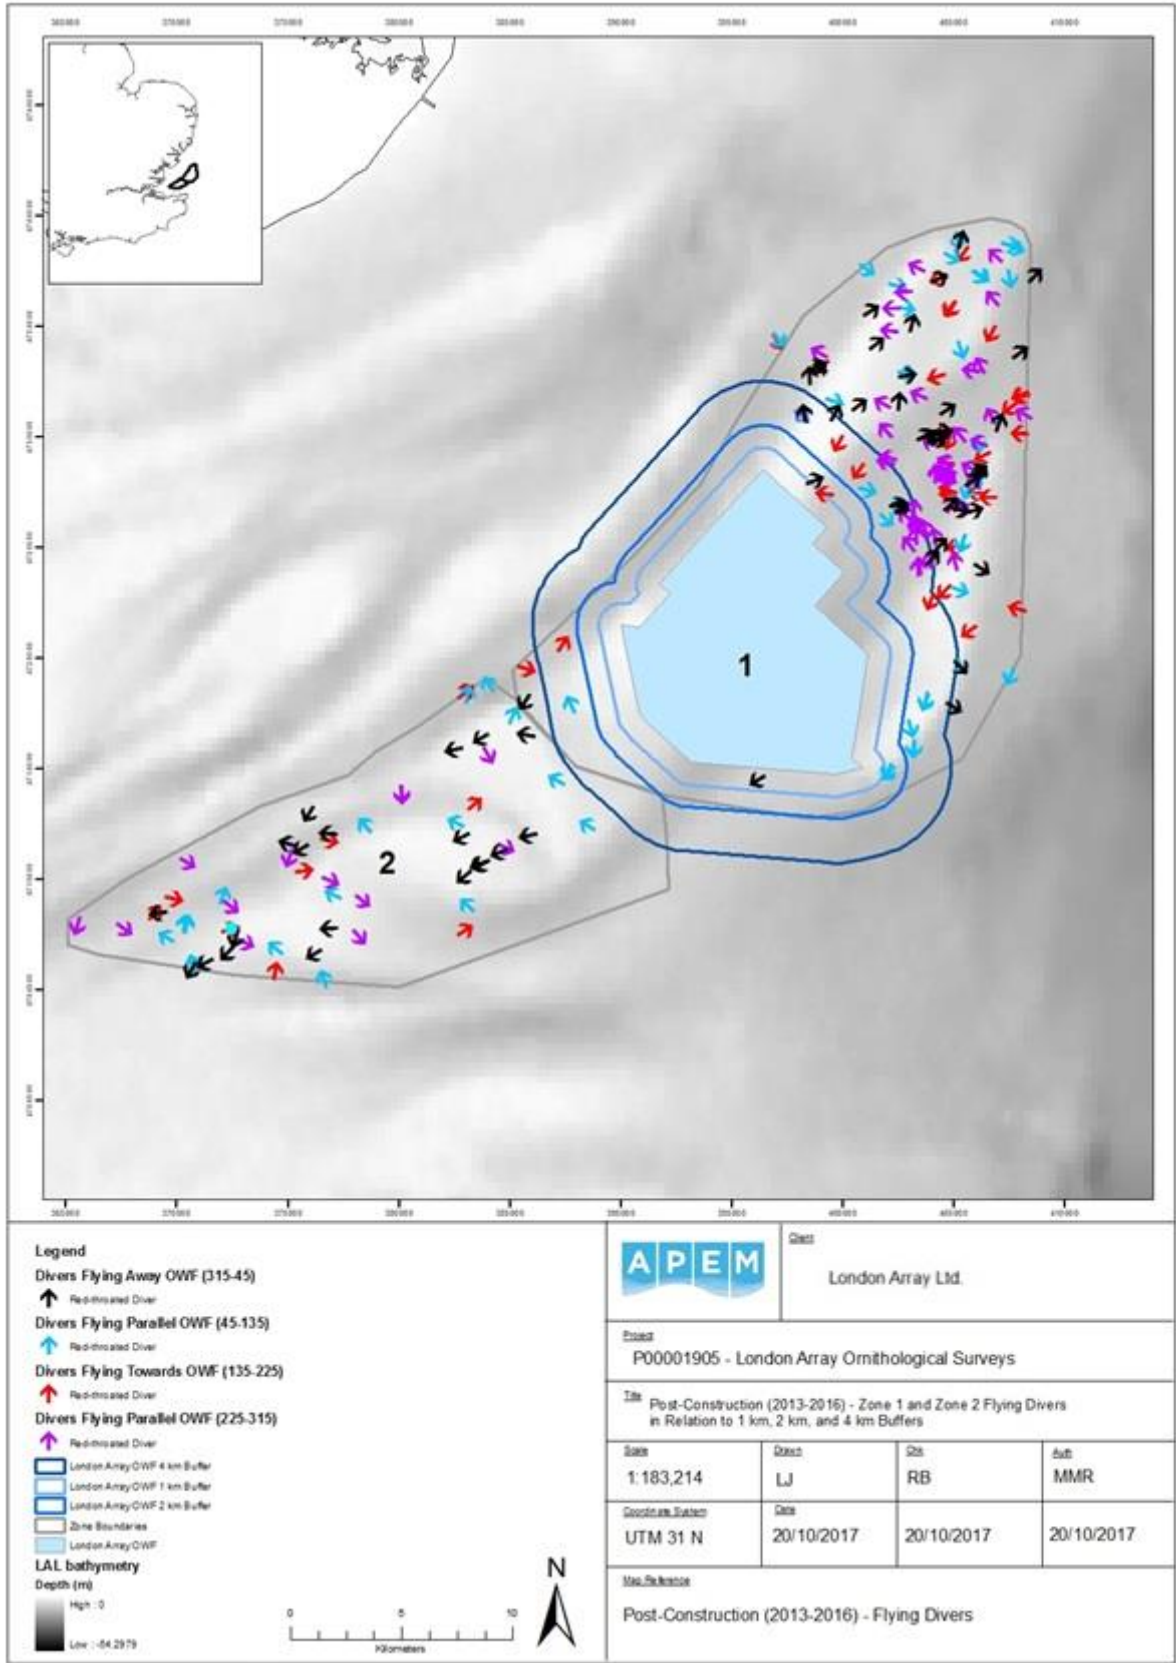 1
2
Legend
Divers Flying Away OWF (315-45)
Red-throated Diver
Divers Flying Parallel OWF (45-135)
Red-throated Diver
Divers Flying Towards OWF (135-225)
Red-throated Diver
Divers Flying Parallel OWF (225-315)
Red-throated Diver
London Array OWF 4 km Buffer
London Array OWF 1 km Buffer
London Array OWF 2 km Buffer
Zone Boundaries
London Array OWF
LAL bathymetry
Depth (m)
High : 0
Low : -64.2979
0 5 10
Kilometers
N
APEM
Client
London Array Ltd.
Project
P00001905 - London Array Ornithological Surveys
Title
Post-Construction (2013-2016) - Zone 1 and Zone 2 Flying Divers
in Relation to 1 km, 2 km, and 4 km Buffers
Scale
1:183,214
Drawn
LJ
Chk
RB
Auth
MMR
Coordinate System
UTM 31 N
Date
20/10/2017
20/10/2017
20/10/2017
Map Reference
Post-Construction (2013-2016) - Flying Divers